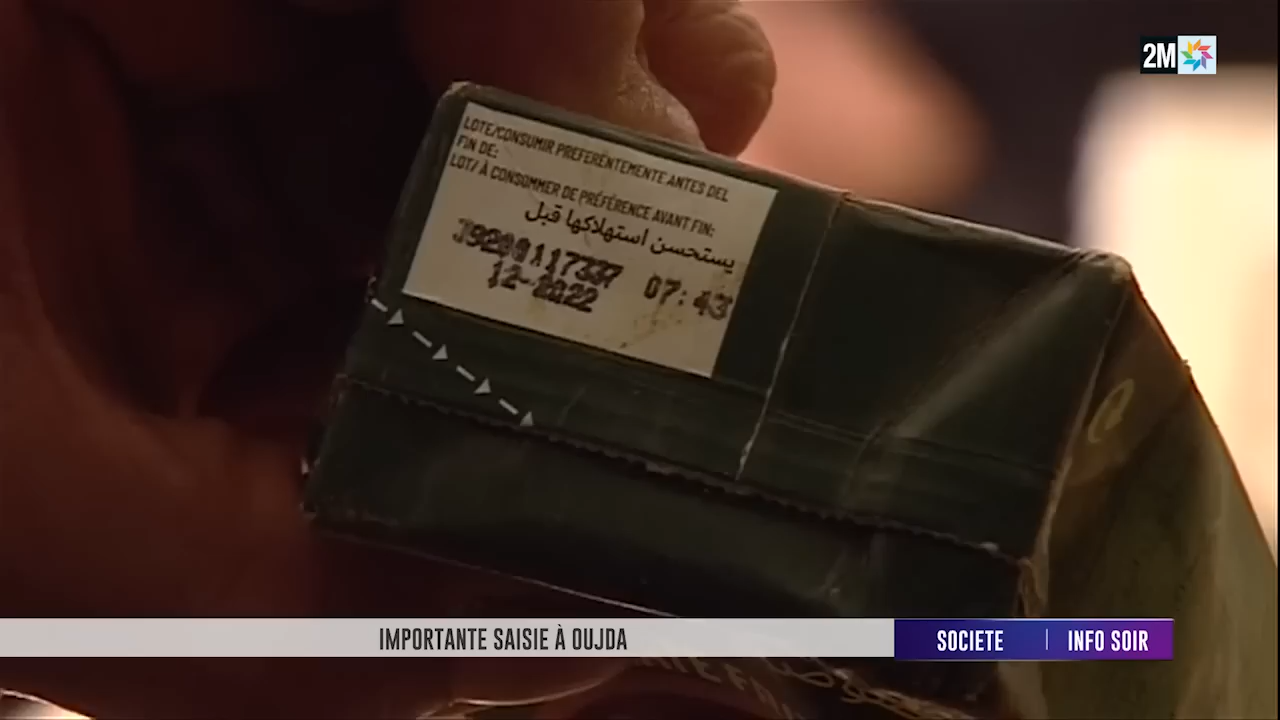 2M
LOTE/CONSUMIR PREFERENTEMENTE ANTES DEL
FIN DE:
LOT/ À CONSOMMER DE PRÉFÉRENCE AVANT FIN:
يستحسن استهلاكها قبل
07:43
12-2022
IMPORTANTE SAISIE À OUJDA
SOCIETE
INFO SOIR